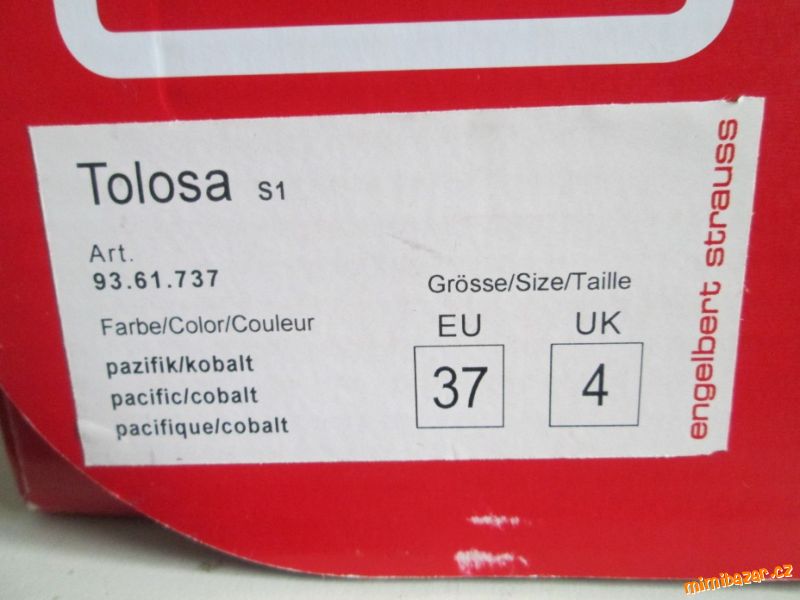 Tolosa S1
Art.
93.61.737
Farbe/Color/Couleur
pazifik/kobalt
pacific/cobalt
pacifique/cobalt
Grösse/Size/Taille
EU UK
37 4
engelbert strauss
mimibazar.cz